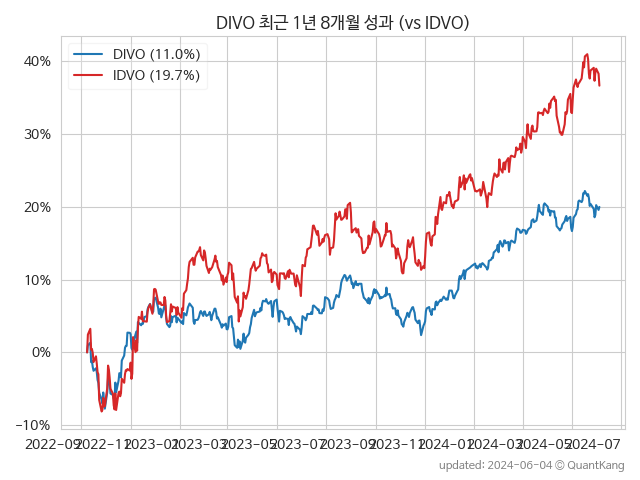 DIVO 최근 1년 8개월 성과 (vs IDVO)
DIVO (11.0%)
IDVO (19.7%)
40%
30%
20%
10%
0%
−10%
2022-09 2022-11 2023-01 2023-03 2023-05 2023-07 2023-09 2023-11 2024-01 2024-03 2024-05 2024-07
updated: 2024-06-04 © QuantKang